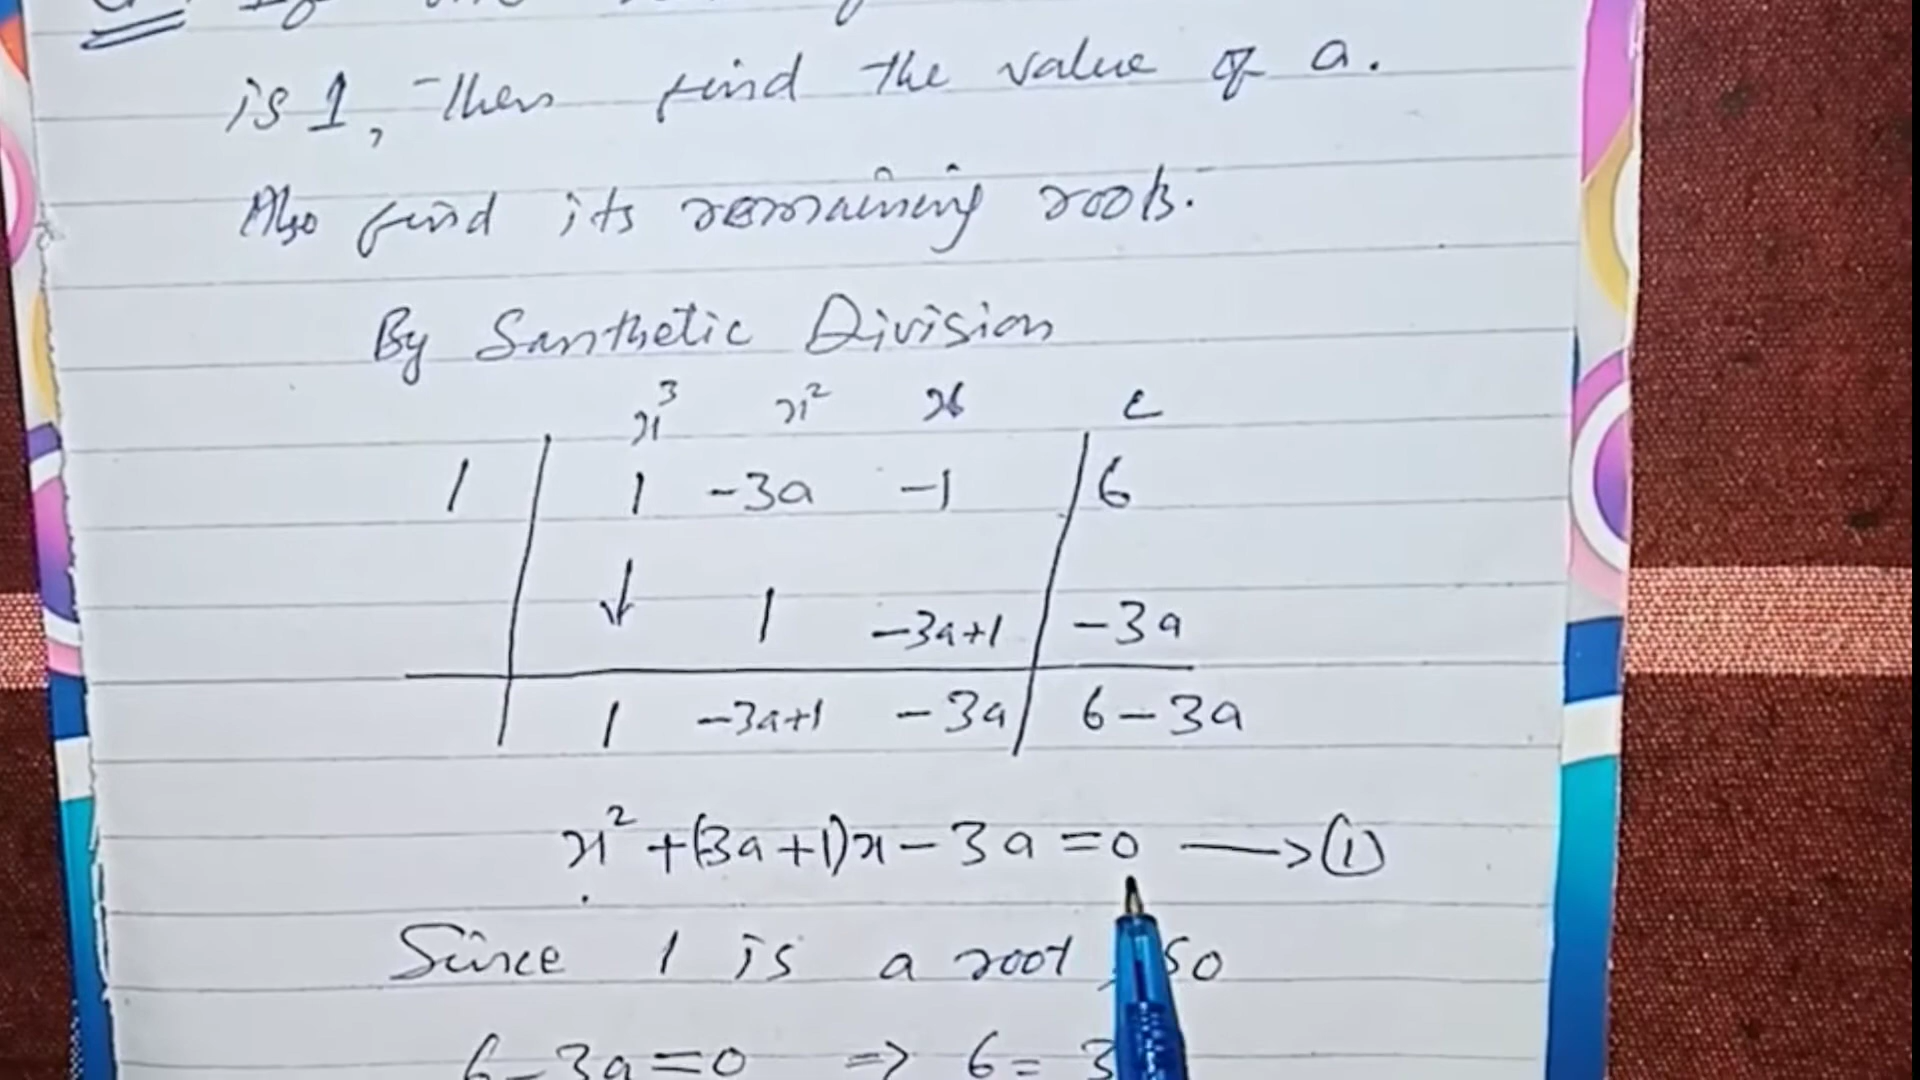 is 1, then find the value of a.
Also find its remaining roots.
By Santhetic Division
x³ x² x c
1 | 1 -3a -1 | 6
↓ 1 -3a+1 | -3a
1 -3a+1 -3a | 6-3a
x² + (-3a+1)x - 3a = 0 → (1)
Since 1 is a root, so
6-3a=0 ⇒ 6 = 3